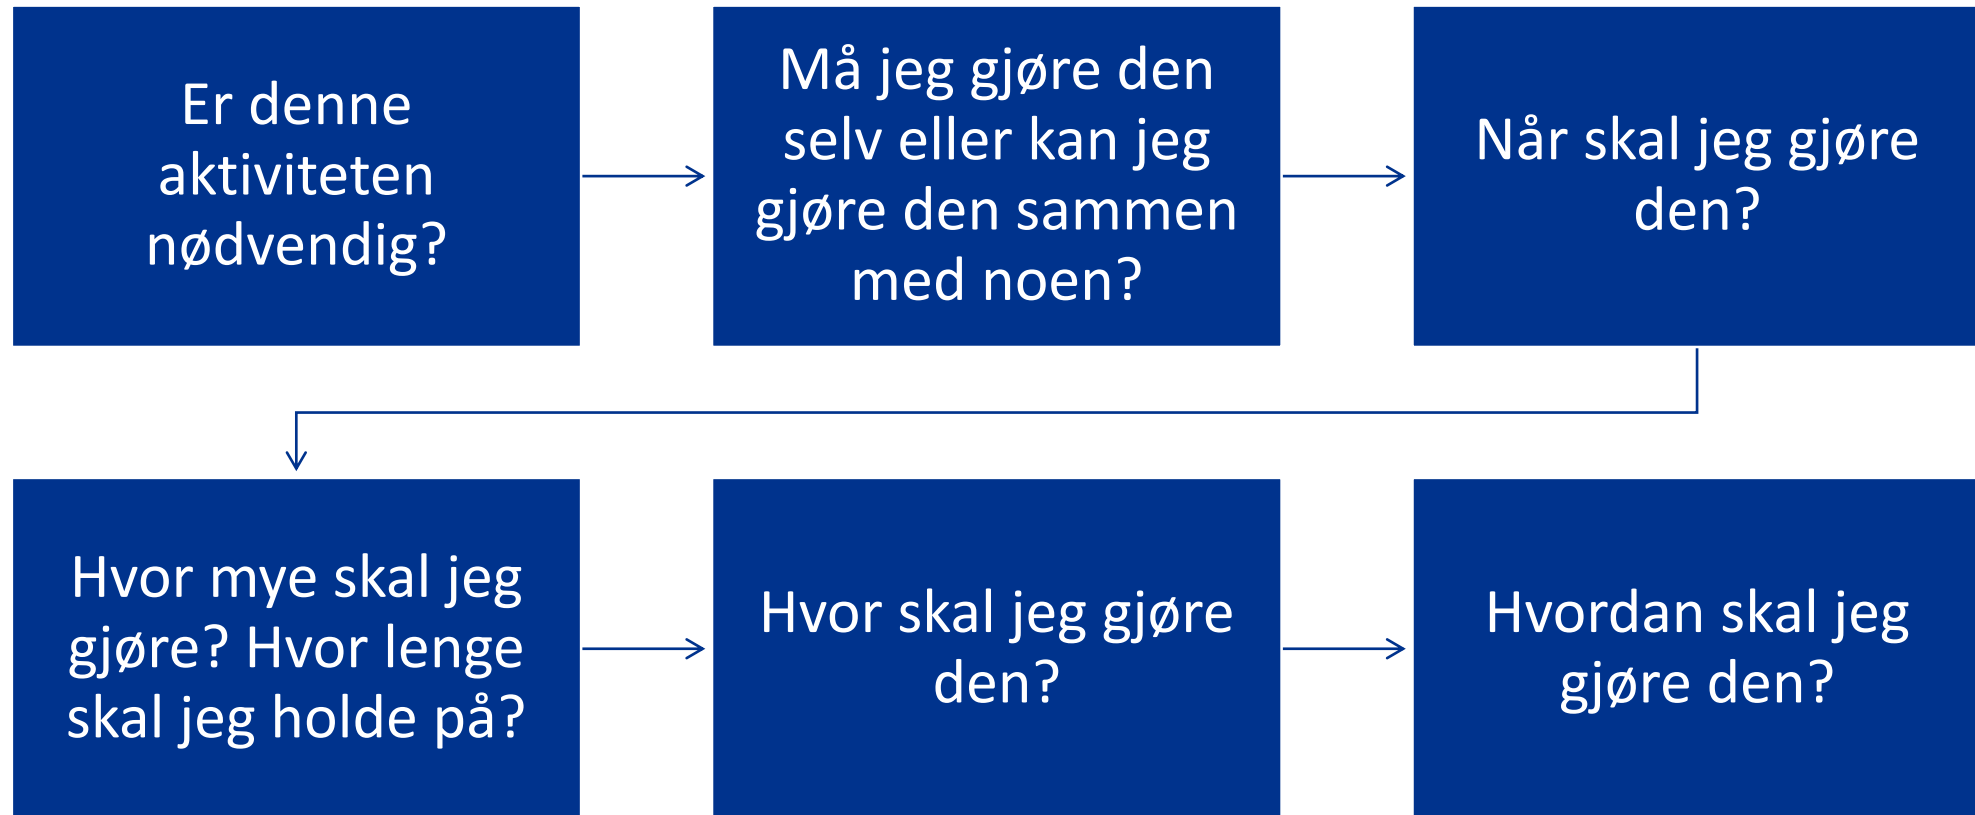 Er denne
aktiviteten
nødvendig?
Må jeg gjøre den
selv eller kan jeg
gjøre den sammen
med noen?
Når skal jeg gjøre
den?
Hvor mye skal jeg
gjøre? Hvor lenge
skal jeg holde på?
Hvor skal jeg gjøre
den?
Hvordan skal jeg
gjøre den?